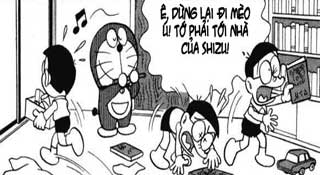 Ê, DỪNG LẠI ĐI MÈO
Ú! TỚ PHẢI TỚI NHÀ
CỦA SHIZU!